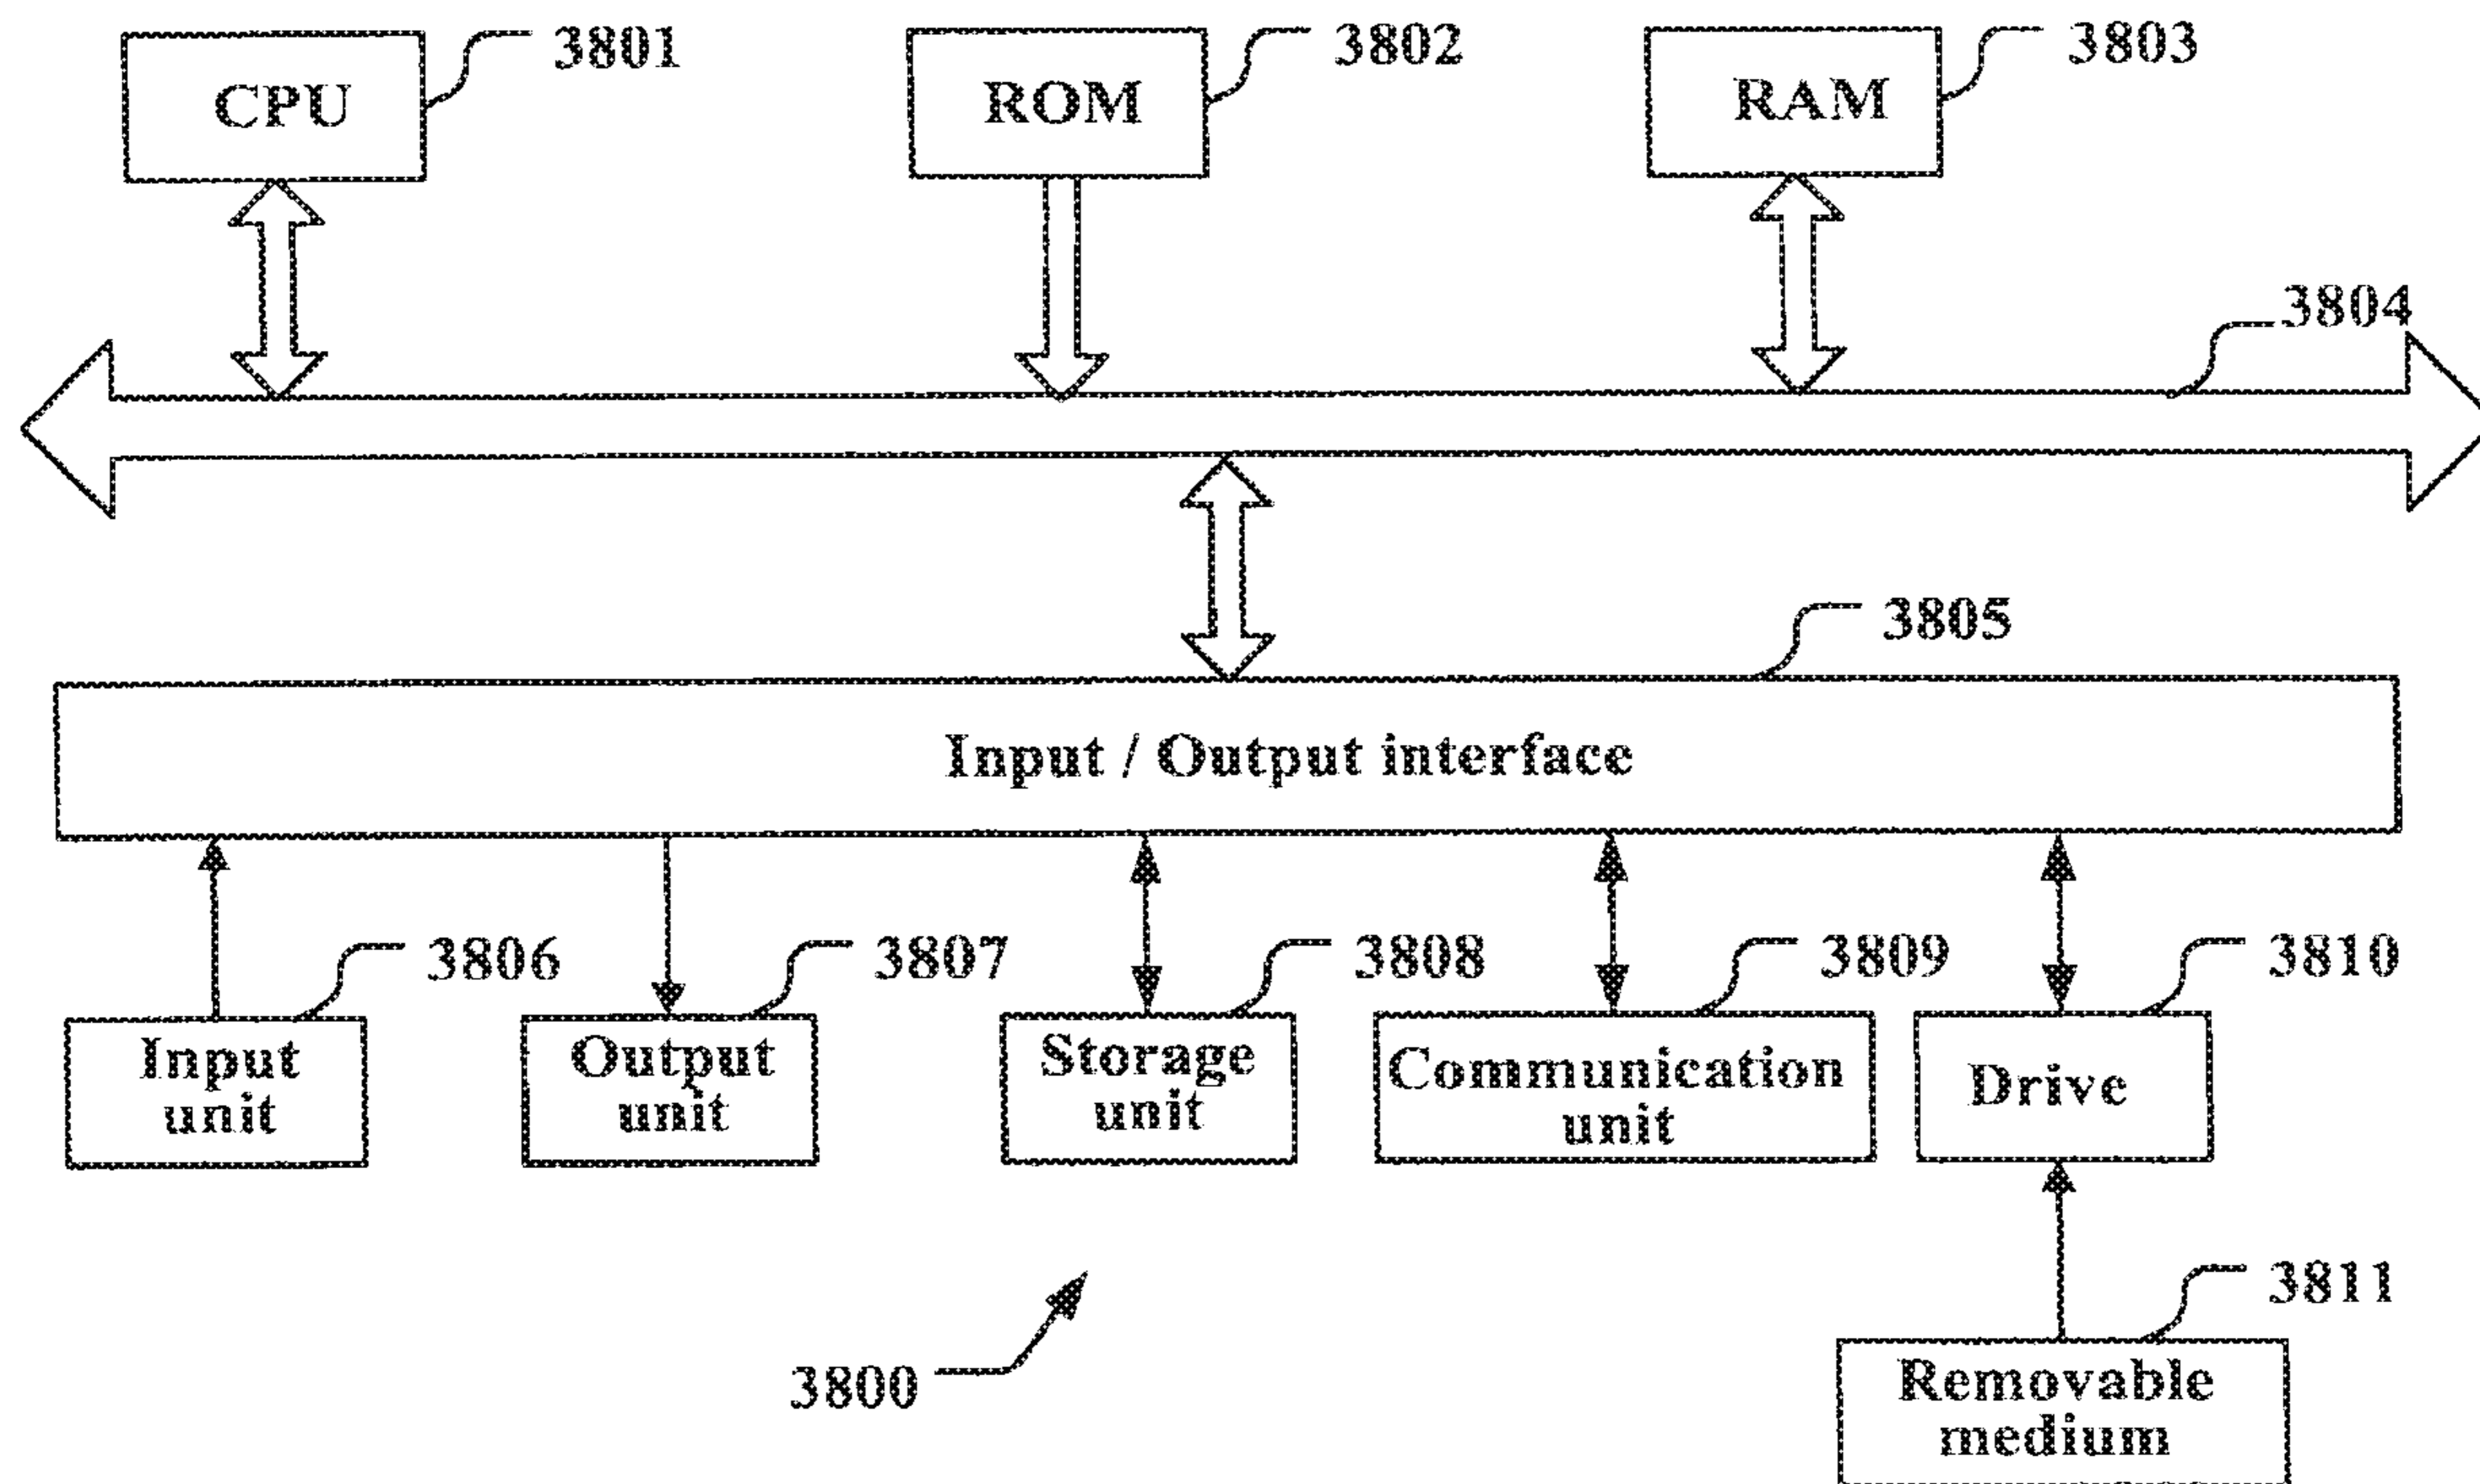 CPU
3801
ROM
3802
RAM
3803
3804
3805
Input / Output interface
3806
3807
3808
3809
3810
Input
unit
Output
unit
Storage
unit
Communication
unit
Drive
3811
3800
Removable
medium